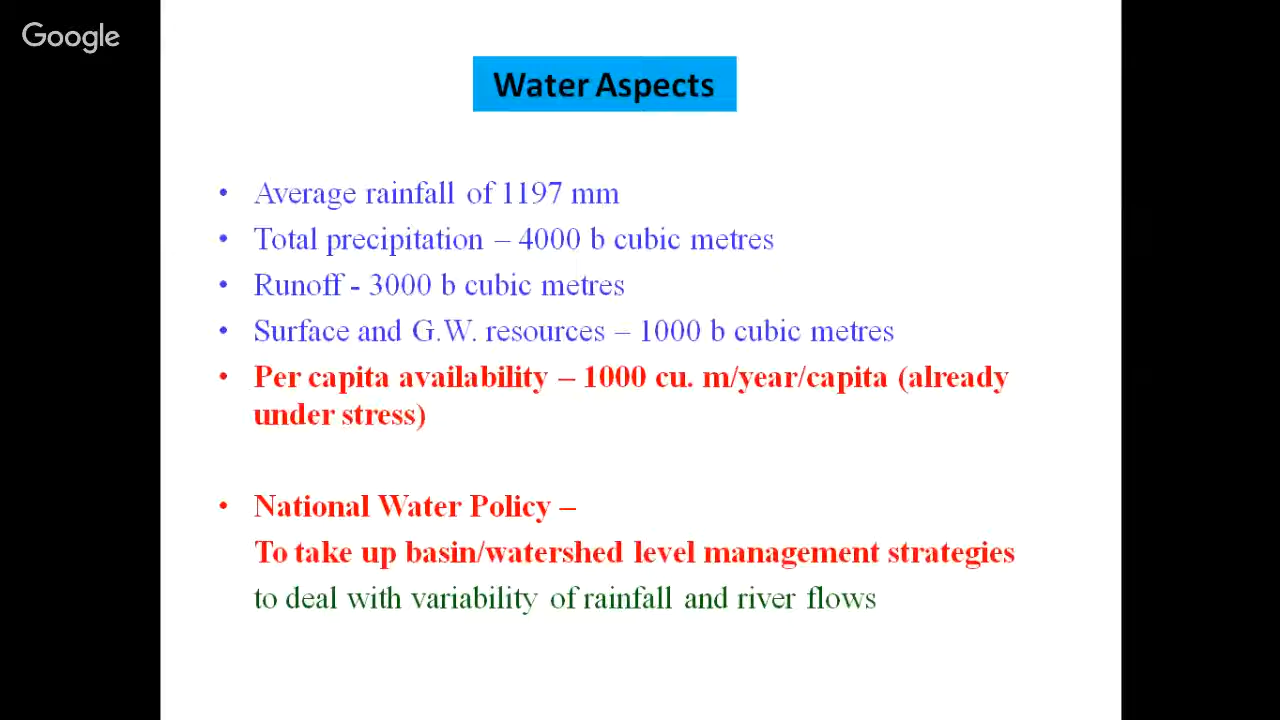 Google
Water Aspects
• Average rainfall of 1197 mm
• Total precipitation – 4000 b cubic metres
• Runoff - 3000 b cubic metres
• Surface and G.W. resources – 1000 b cubic metres
• Per capita availability – 1000 cu. m/year/capita (already
under stress)
• National Water Policy –
To take up basin/watershed level management strategies
to deal with variability of rainfall and river flows